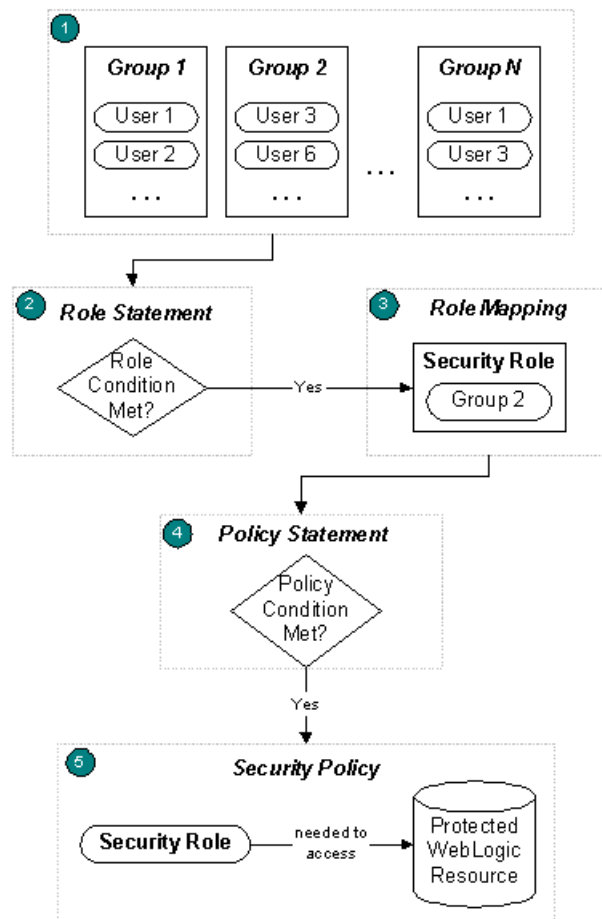 1
Group 1
User 1
User 2
...
Group 2
User 3
User 6
...
...
Group N
User 1
User 3
...
2
Role Statement
Role
Condition
Met?
Yes
3
Role Mapping
Security Role
Group 2
4
Policy Statement
Policy
Condition
Met?
Yes
5
Security Policy
Security Role
needed to
access
Protected
WebLogic
Resource